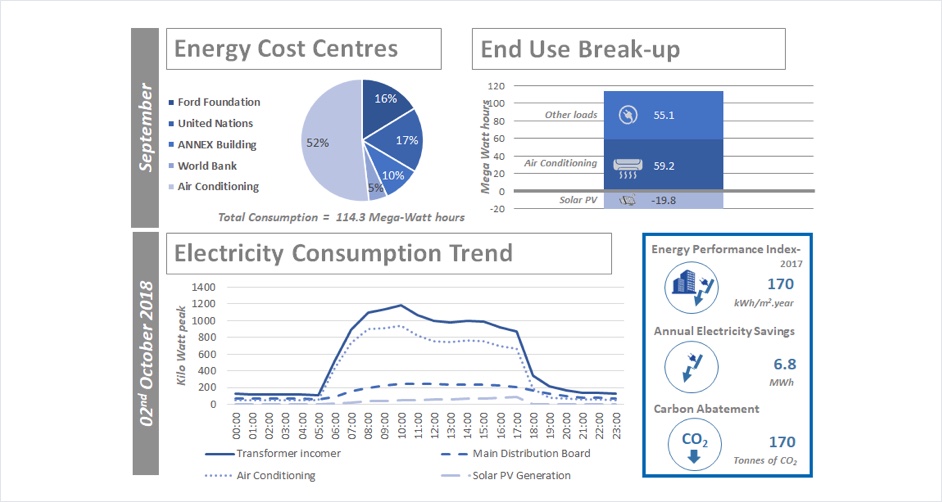 September
Energy Cost Centres
Ford Foundation
United Nations
ANNEX Building
World Bank
Air Conditioning
16%
17%
10%
5%
52%
Total Consumption = 114.3 Mega-Watt hours
End Use Break-up
Mega Watt hours
120
100
80
60
40
20
0
-20
Other loads
55.1
Air Conditioning
59.2
Solar PV
-19.8
02nd October 2018
Electricity Consumption Trend
Kilo Watt peak
1400
1200
1000
800
600
400
200
0
00:00
01:00
02:00
03:00
04:00
05:00
06:00
07:00
08:00
09:00
10:00
11:00
12:00
13:00
14:00
15:00
16:00
17:00
18:00
19:00
20:00
21:00
22:00
23:00
Transformer incomer
Main Distribution Board
Air Conditioning
Solar PV Generation
Energy Performance Index-
2017
170
kWh/m².year
Annual Electricity Savings
6.8
MWh
Carbon Abatement
CO₂
170
Tonnes of CO₂